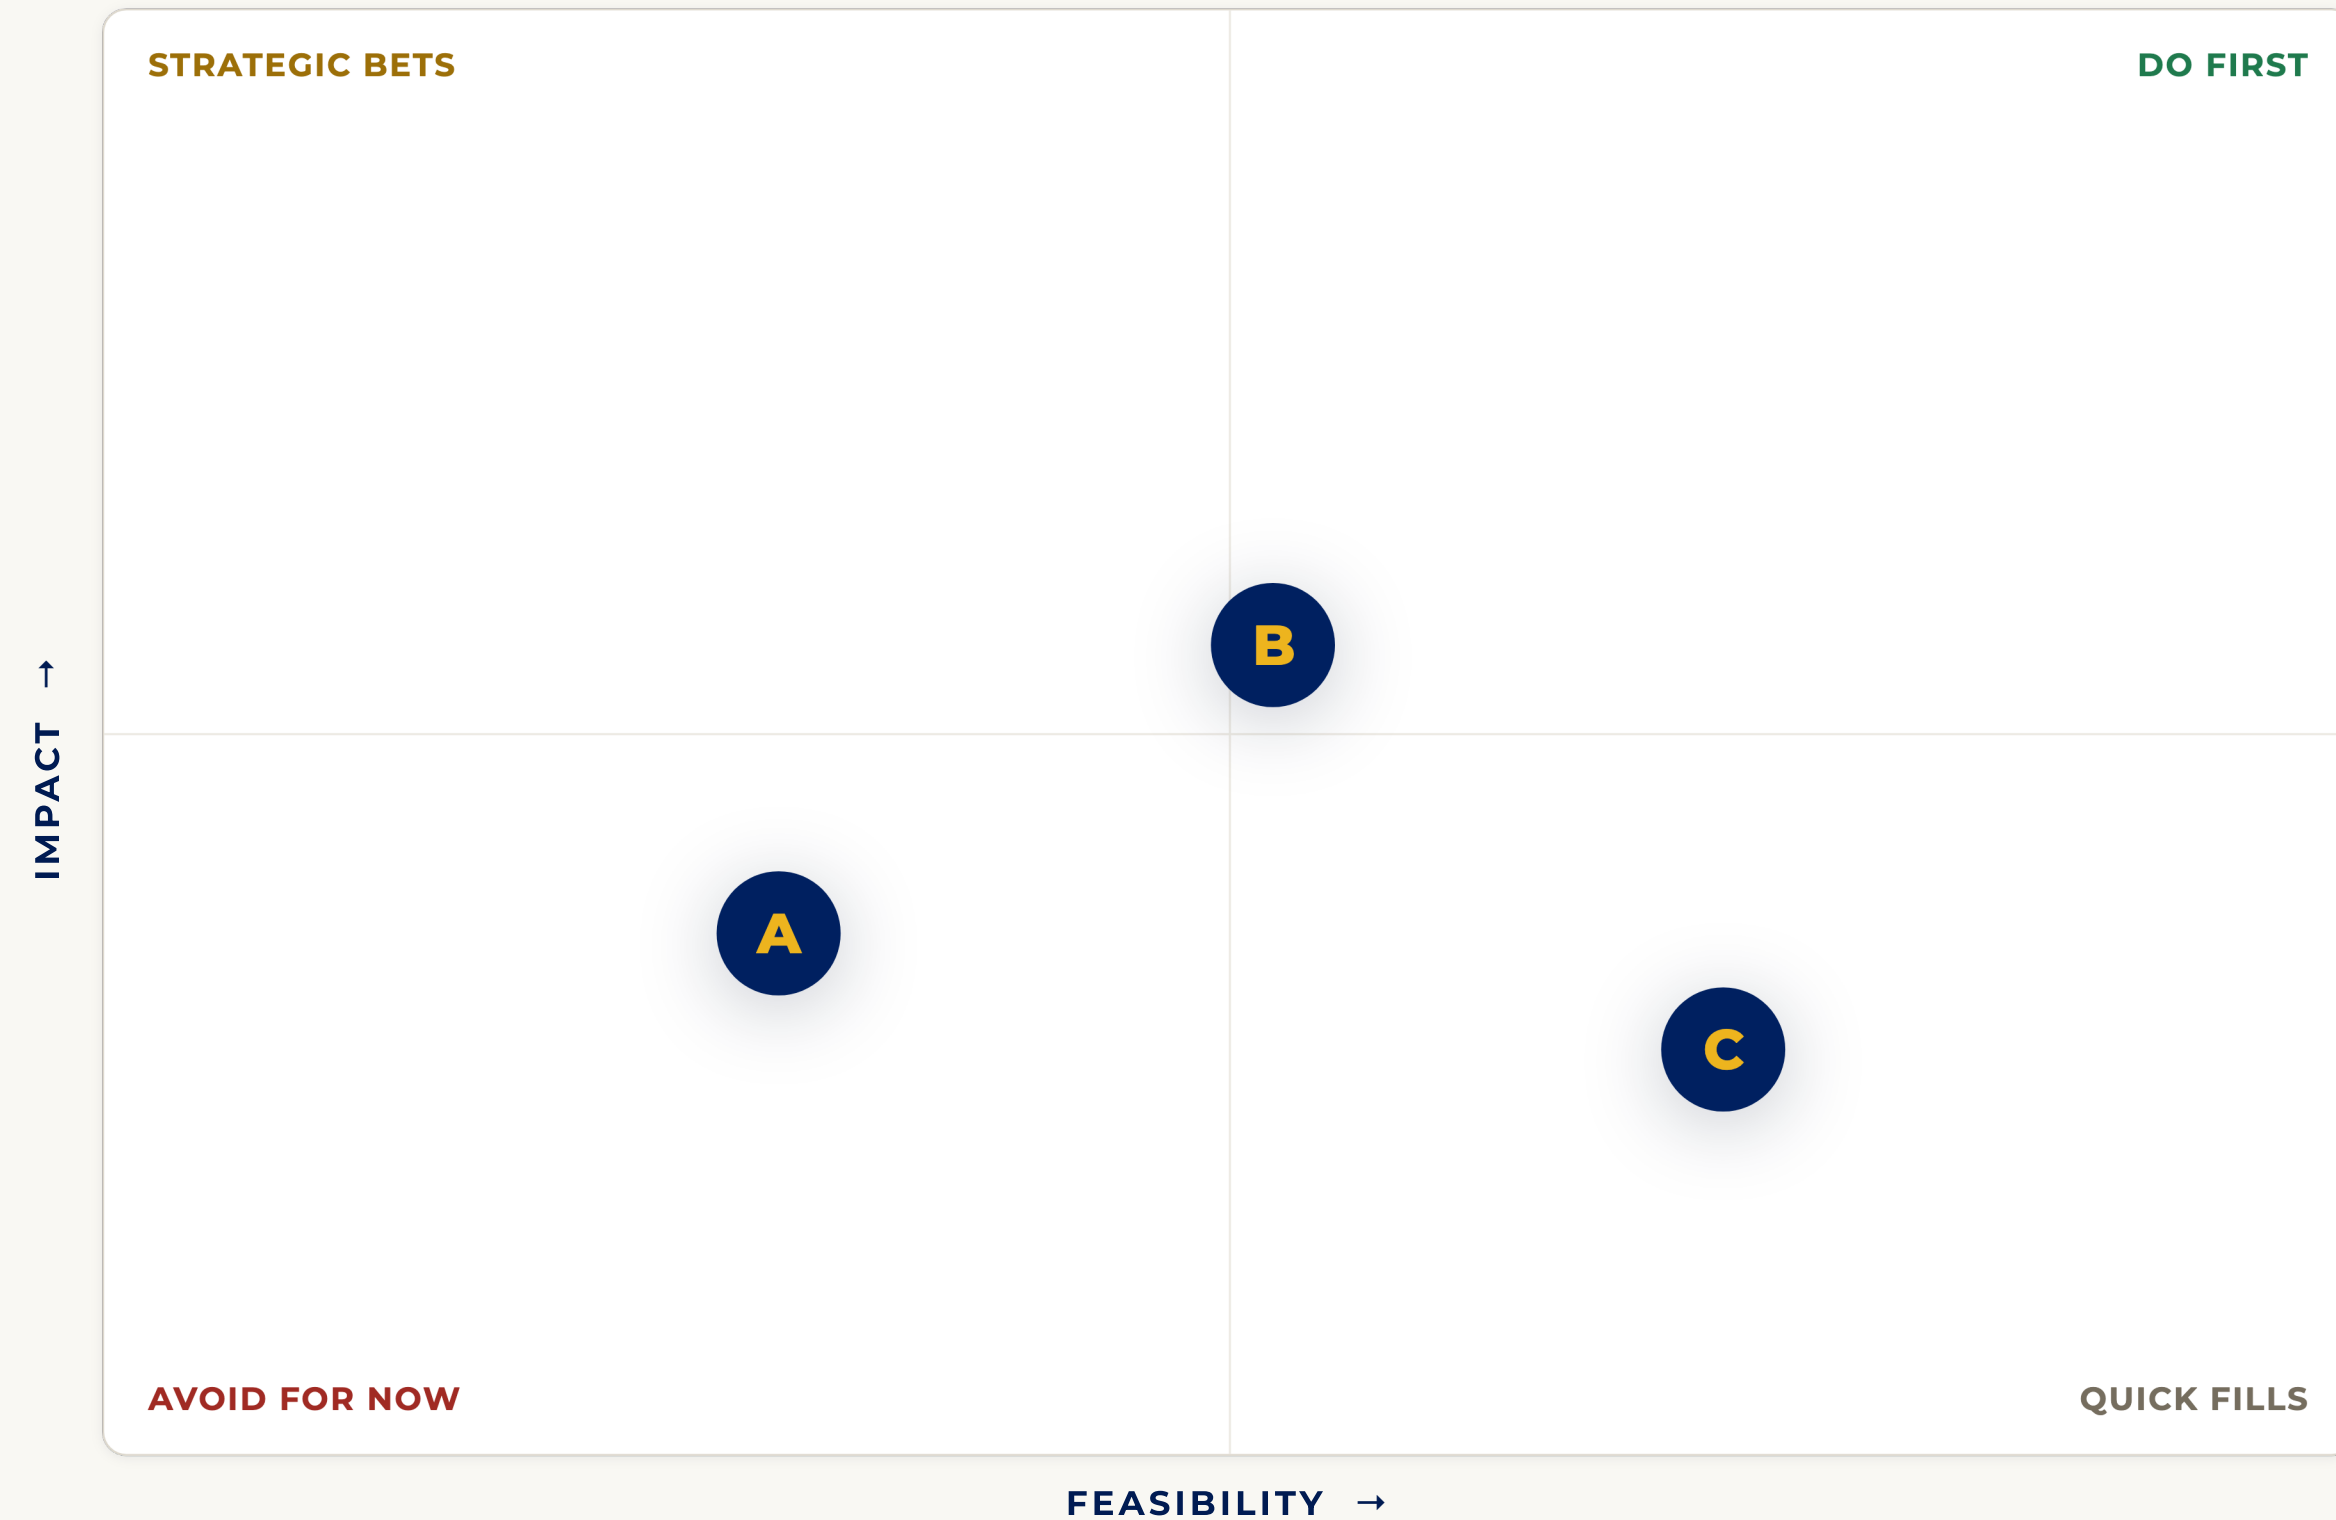 STRATEGIC BETS
DO FIRST
B
IMPACT →
A
C
AVOID FOR NOW
QUICK FILLS
FEASIBILITY →